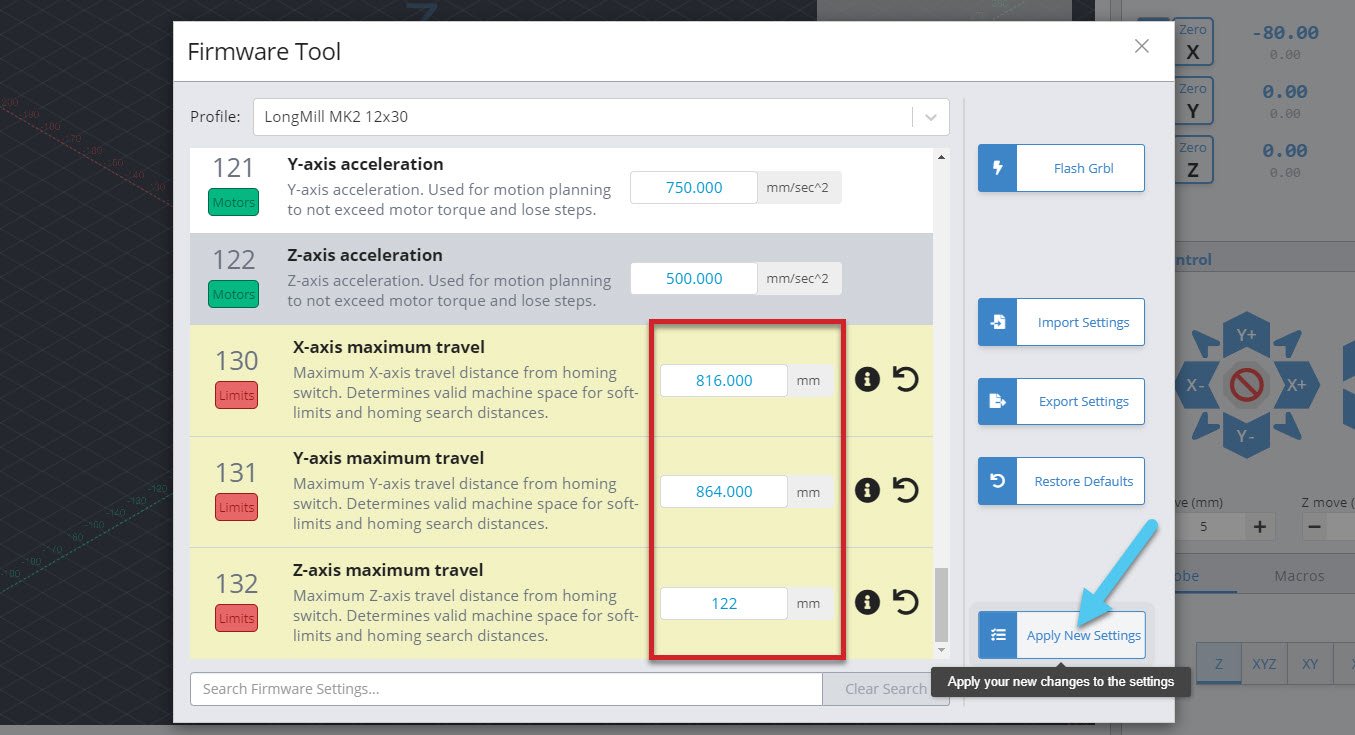 Z
Firmware Tool
Profile:
LongMill MK2 12x30
121
Motors
Y-axis acceleration
Y-axis acceleration. Used for motion planning
to not exceed motor torque and lose steps.
750.000
mm/sec^2
122
Motors
Z-axis acceleration
Z-axis acceleration. Used for motion planning
to not exceed motor torque and lose steps.
500.000
mm/sec^2
130
Limits
X-axis maximum travel
Maximum X-axis travel distance from homing
switch. Determines valid machine space for soft-
limits and homing search distances.
816.000
mm
131
Limits
Y-axis maximum travel
Maximum Y-axis travel distance from homing
switch. Determines valid machine space for soft-
limits and homing search distances.
864.000
mm
132
Limits
Z-axis maximum travel
Maximum Z-axis travel distance from homing
switch. Determines valid machine space for soft-
limits and homing search distances.
122
mm
Search Firmware Settings...
Clear Search
Flash Grbl
Import Settings
Export Settings
Restore Defaults
Apply New Settings
Apply your new changes to the settings
Zero
X
-80.00
0.00
Zero
Y
0.00
0.00
Zero
Z
0.00
0.00
ntrol
Y+
X-
X+
Y-
ve (mm)
Z move (
5
+
−
obe
Macros
Z
XYZ
XY